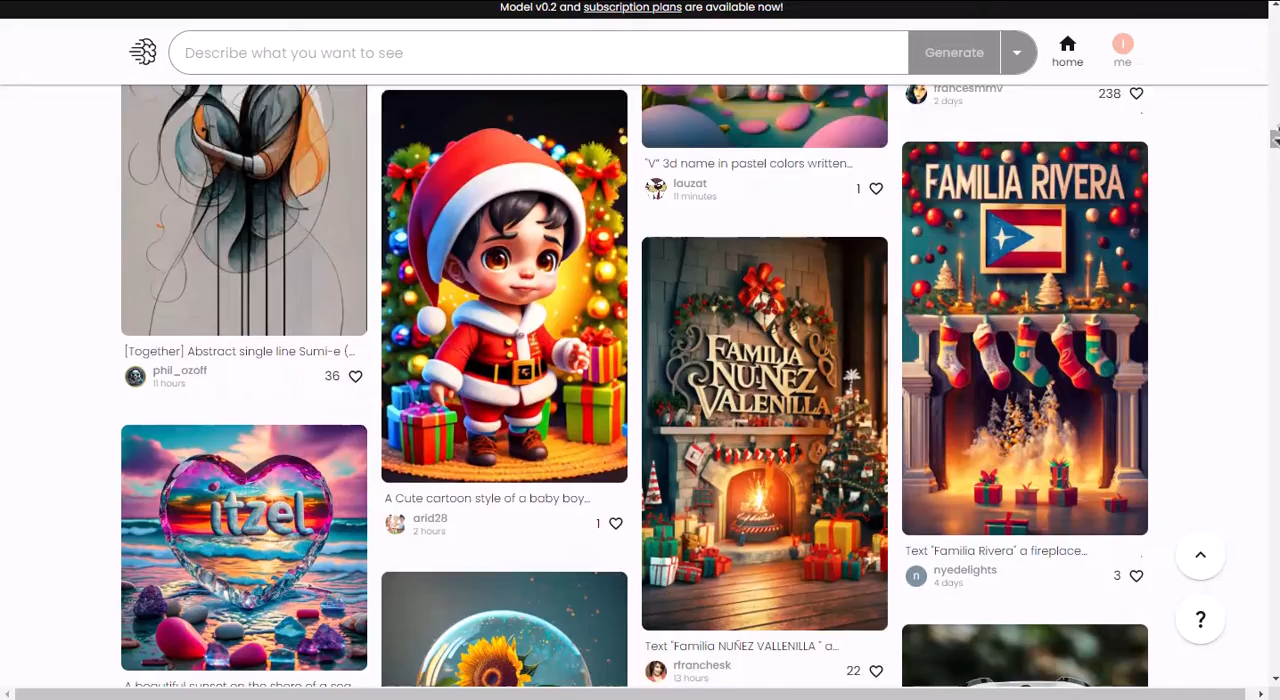 Model v0.2 and subscription plans are available now!
Describe what you want to see
Generate
home
me
[Together] Abstract single line Sumi-e (...
phil_ozoff
11 hours
36
itzel
A beautiful sunset on the shore of a sea
A Cute cartoon style of a baby boy...
arid28
2 hours
1
"V" 3d name in pastel colors written...
lauzat
11 minutes
1
FAMILIA
NUÑEZ
VALENILLA
Text "Familia NUÑEZ VALLENILLA " a...
rfranchesk
13 hours
22
francesmmv
2 days
238
FAMILIA RIVERA
Text "Familia Rivera" a fireplace...
n
nyedelights
4 days
3
?